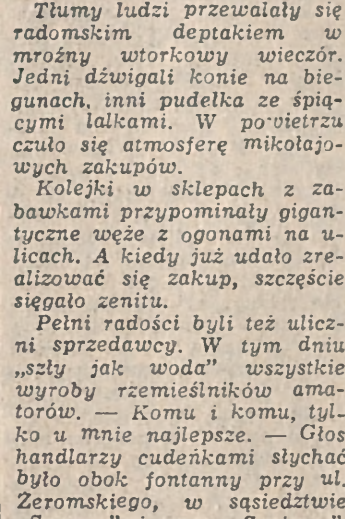 Tłumy ludzi przewalały się
radomskim deptakiem w
mroźny wtorkowy wieczór.
Jedni dźwigali konie na bie-
gunach, inni pudełka ze śpią-
cymi lalkami. W powietrzu
czuło się atmosferę mikołajo-
wych zakupów.
Kolejki w sklepach z za-
bawkami przypominały gigan-
tyczne węże z ogonami na u-
licach. A kiedy już udało zre-
alizować się zakup, szczęście
sięgało zenitu.
Pełni radości byli też ulicz-
ni sprzedawcy. W tym dniu
„szły jak woda" wszystkie
wyroby rzemieślników ama-
torów. — Komu i komu, tyl-
ko u mnie najlepsze. — Głos
handlarzy cudeńkami słychać
było obok fontanny przy ul.
Żeromskiego, w sąsiedztwie